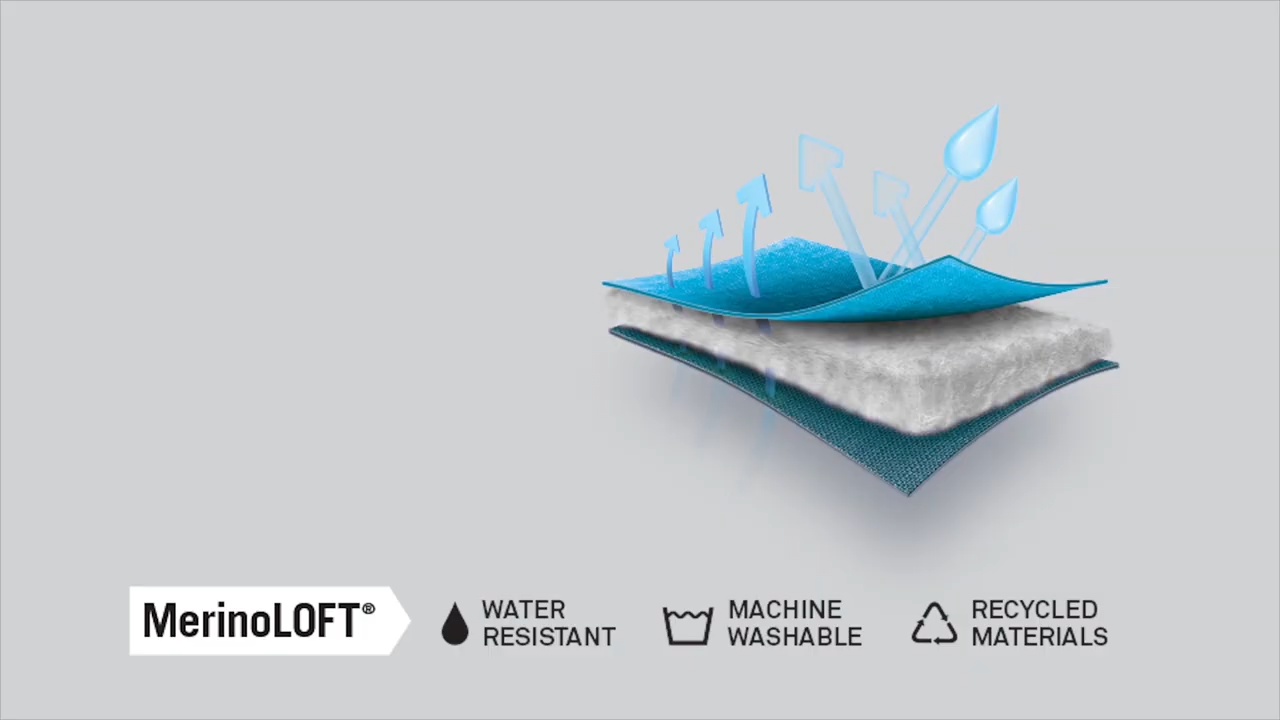 MerinoLOFT®
WATER
RESISTANT
MACHINE
WASHABLE
RECYCLED
MATERIALS